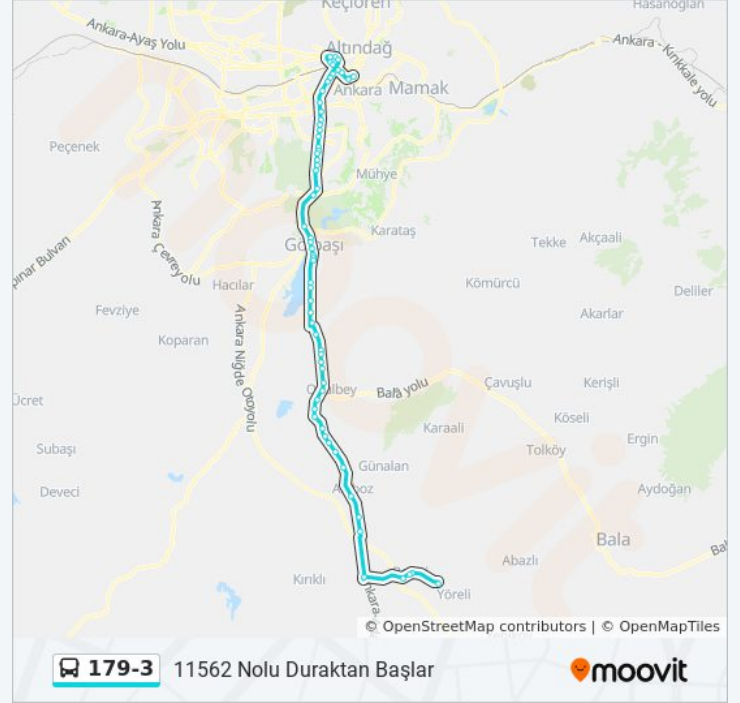 Keçiören
Hasanoğlan
Ankara-Ayaş Yolu
Altındağ
Ankara - Kırıkkale yolu
Ankara
Mamak
Peçenek
Mühye
Karataş
Ankara Çevreyolu
Gölbaşı
Tekke
Akçaali
Hacılar
Kömürcü
Deliler
Fevziye
Ankara Niğde Otoyolu
Akarlar
Koparan
Bala yolu
Çavuşlu
Kerişli
Karaali
Köseli
Ergin
Subaşı
Tolköy
Günalan
Deveci
Aydoğan
Bala
Abazlı
Kırıklı
Yöreli
© OpenStreetMap contributors | © OpenMapTiles
179-3 11562 Nolu Duraktan Başlar moovit